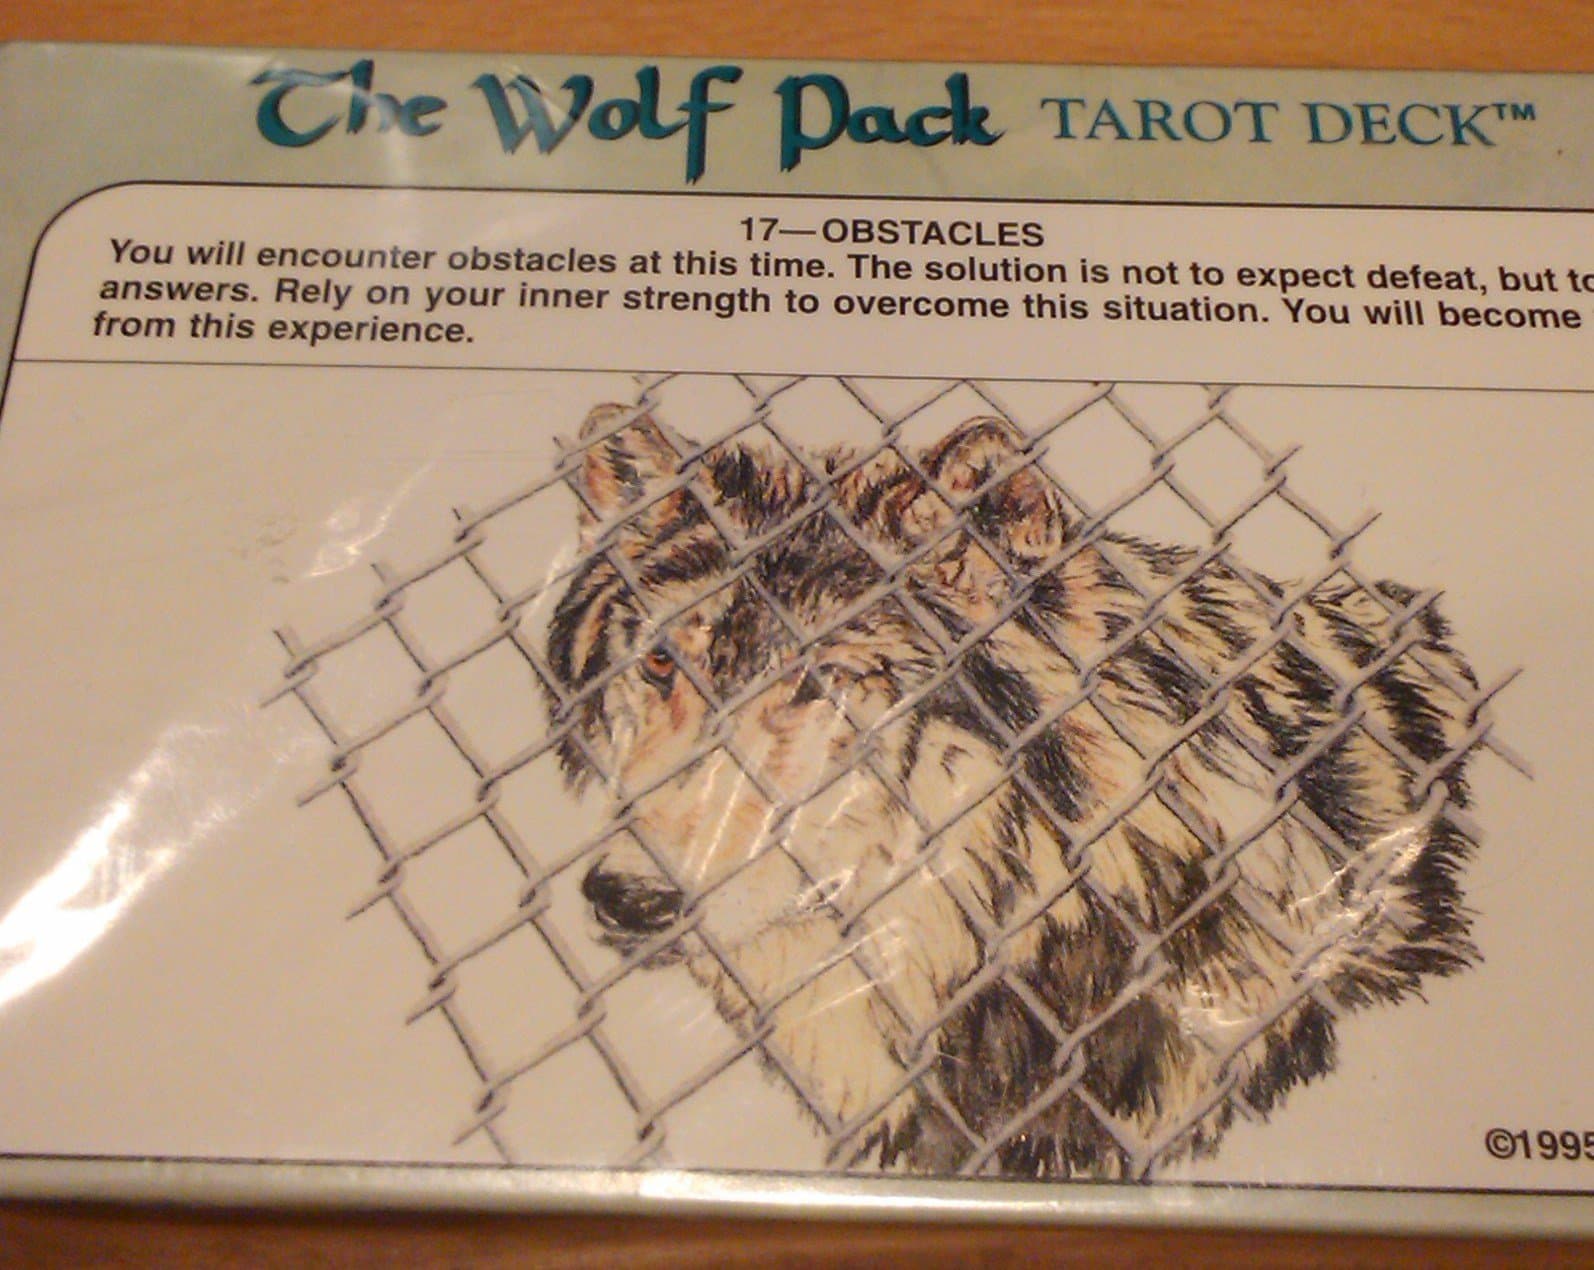 The Wolf Pack TAROT DECK™
17—OBSTACLES
You will encounter obstacles at this time. The solution is not to expect defeat, but to
answers. Rely on your inner strength to overcome this situation. You will become
from this experience.
©1995